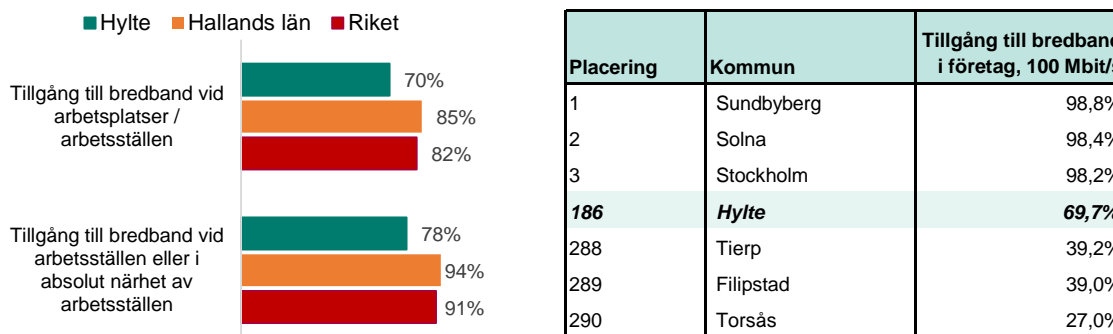 Hylte Hallands län Riket
Tillgång till bredband vid
arbetsplatser /
arbetsställen
70%
85%
82%
Tillgång till bredband vid
arbetsställen eller i
absolut närhet av
arbetsställen
78%
94%
91%
Placering Kommun Tillgång till bredband
i företag, 100 Mbit/s
1 Sundbyberg 98,8%
2 Solna 98,4%
3 Stockholm 98,2%
186 Hylte 69,7%
288 Tierp 39,2%
289 Filipstad 39,0%
290 Torsås 27,0%